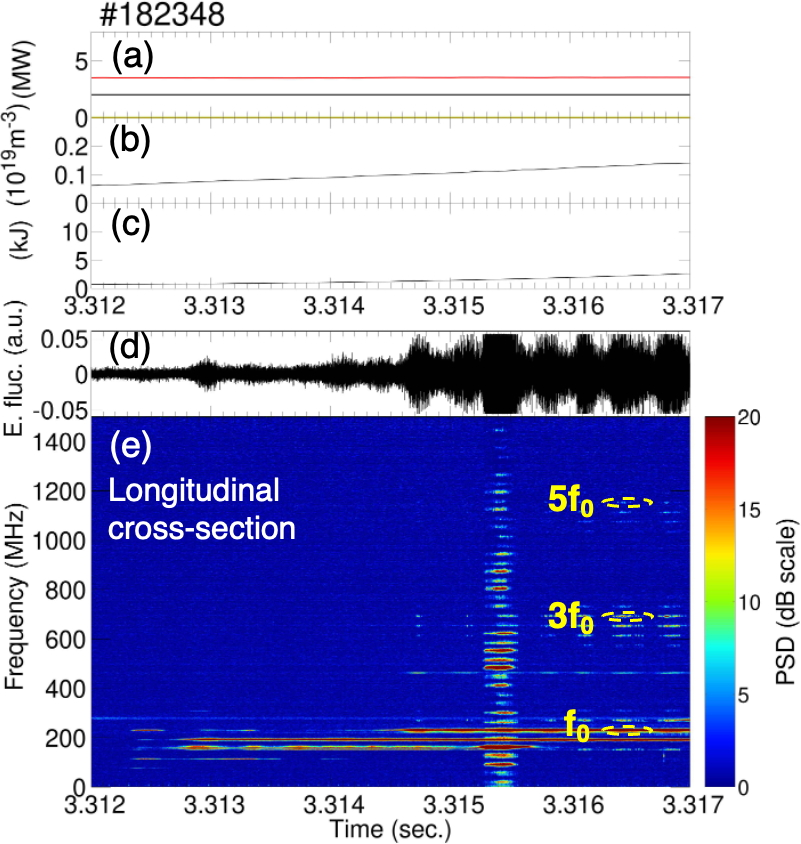 #182348
(a)
(MW)
5
0
(b)
(10^19 m^-3)
0.2
0.1
0
(c)
(kJ)
10
5
0
3.312 3.313 3.314 3.315 3.316 3.317
(d)
E. fluc. (a.u.)
0.05
0
-0.05
(e)
Longitudinal
cross-section
Frequency (MHz)
1400
1200
1000
800
600
400
200
0
5f₀
3f₀
f₀
20
15
10
5
0
PSD (dB scale)
3.312 3.313 3.314 3.315 3.316 3.317
Time (sec.)